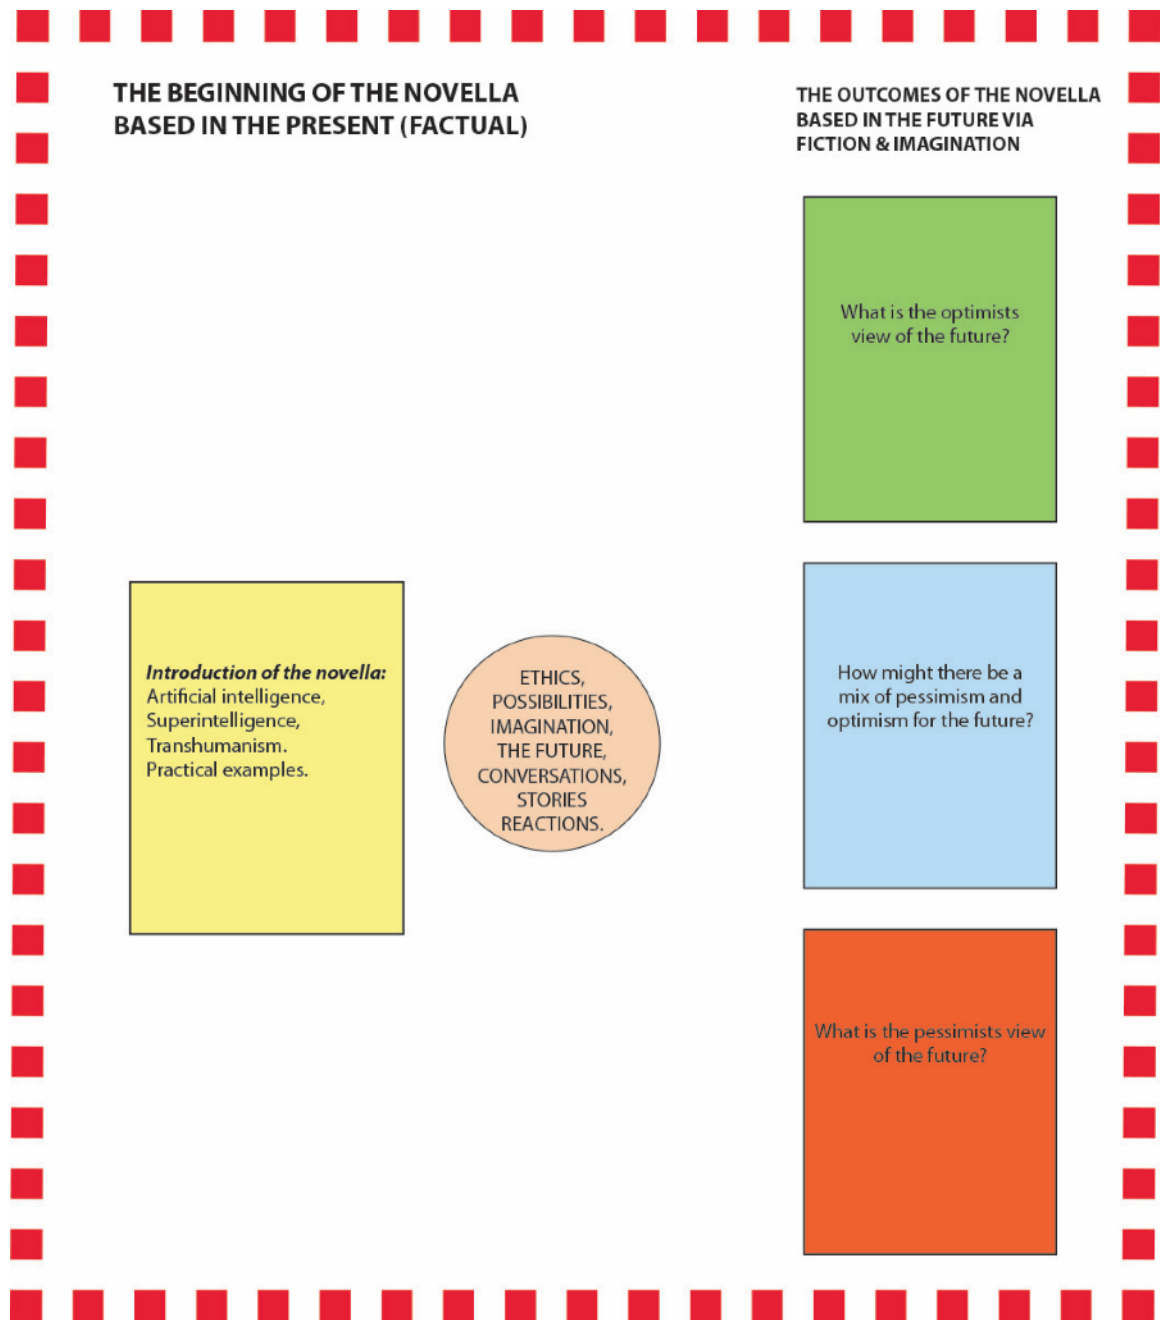 THE BEGINNING OF THE NOVELLA
BASED IN THE PRESENT (FACTUAL)
THE OUTCOMES OF THE NOVELLA
BASED IN THE FUTURE VIA
FICTION & IMAGINATION
What is the optimists
view of the future?
Introduction of the novella:
Artificial intelligence,
Superintelligence,
Transhumanism.
Practical examples.
ETHICS,
POSSIBILITIES,
IMAGINATION,
THE FUTURE,
CONVERSATIONS,
STORIES
REACTIONS.
How might there be a
mix of pessimism and
optimism for the future?
What is the pessimists view
of the future?